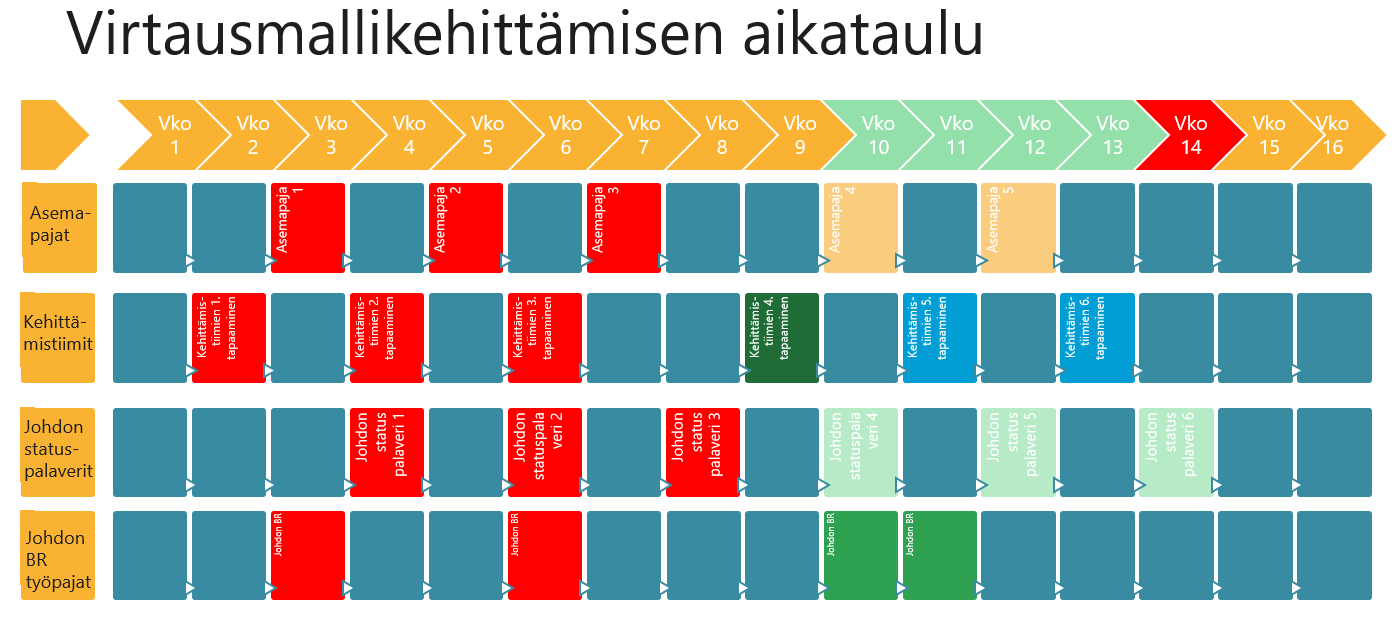 Virtausmallikehittämisen aikataulu
Vko
1
Vko
2
Vko
3
Vko
4
Vko
5
Vko
6
Vko
7
Vko
8
Vko
9
Vko
10
Vko
11
Vko
12
Vko
13
Vko
14
Vko
15
Vko
16
Asema-
pajat
Asemapaja
1
Asemapaja
2
Asemapaja
3
Asemapaja
4
Asemapaja
5
Kehittä-
mistiimit
Kehittämis-
tiimien 1.
tapaaminen
Kehittämis-
tiimien 2.
tapaaminen
Kehittämis-
tiimien 3.
tapaaminen
Kehittämis-
tiimien 4.
tapaaminen
Kehittämis-
tiimien 5.
tapaaminen
Kehittämis-
tiimien 6.
tapaaminen
Johdon
status-
palaverit
Johdon
status
palaveri 1
Johdon
statuspala
veri 2
Johdon
status
palaveri 3
Johdon
statuspala
veri 4
Johdon
status
palaveri 5
Johdon
status
palaveri 6
Johdon
BR
työpajat
Johdon BR
Johdon BR
Johdon BR
Johdon BR